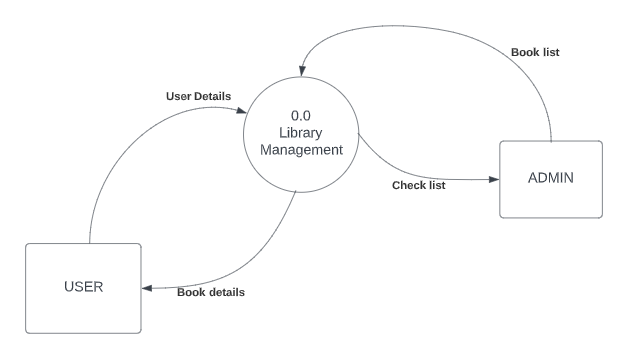 Book list
User Details
0.0
Library
Management
ADMIN
Check list
USER
Book details